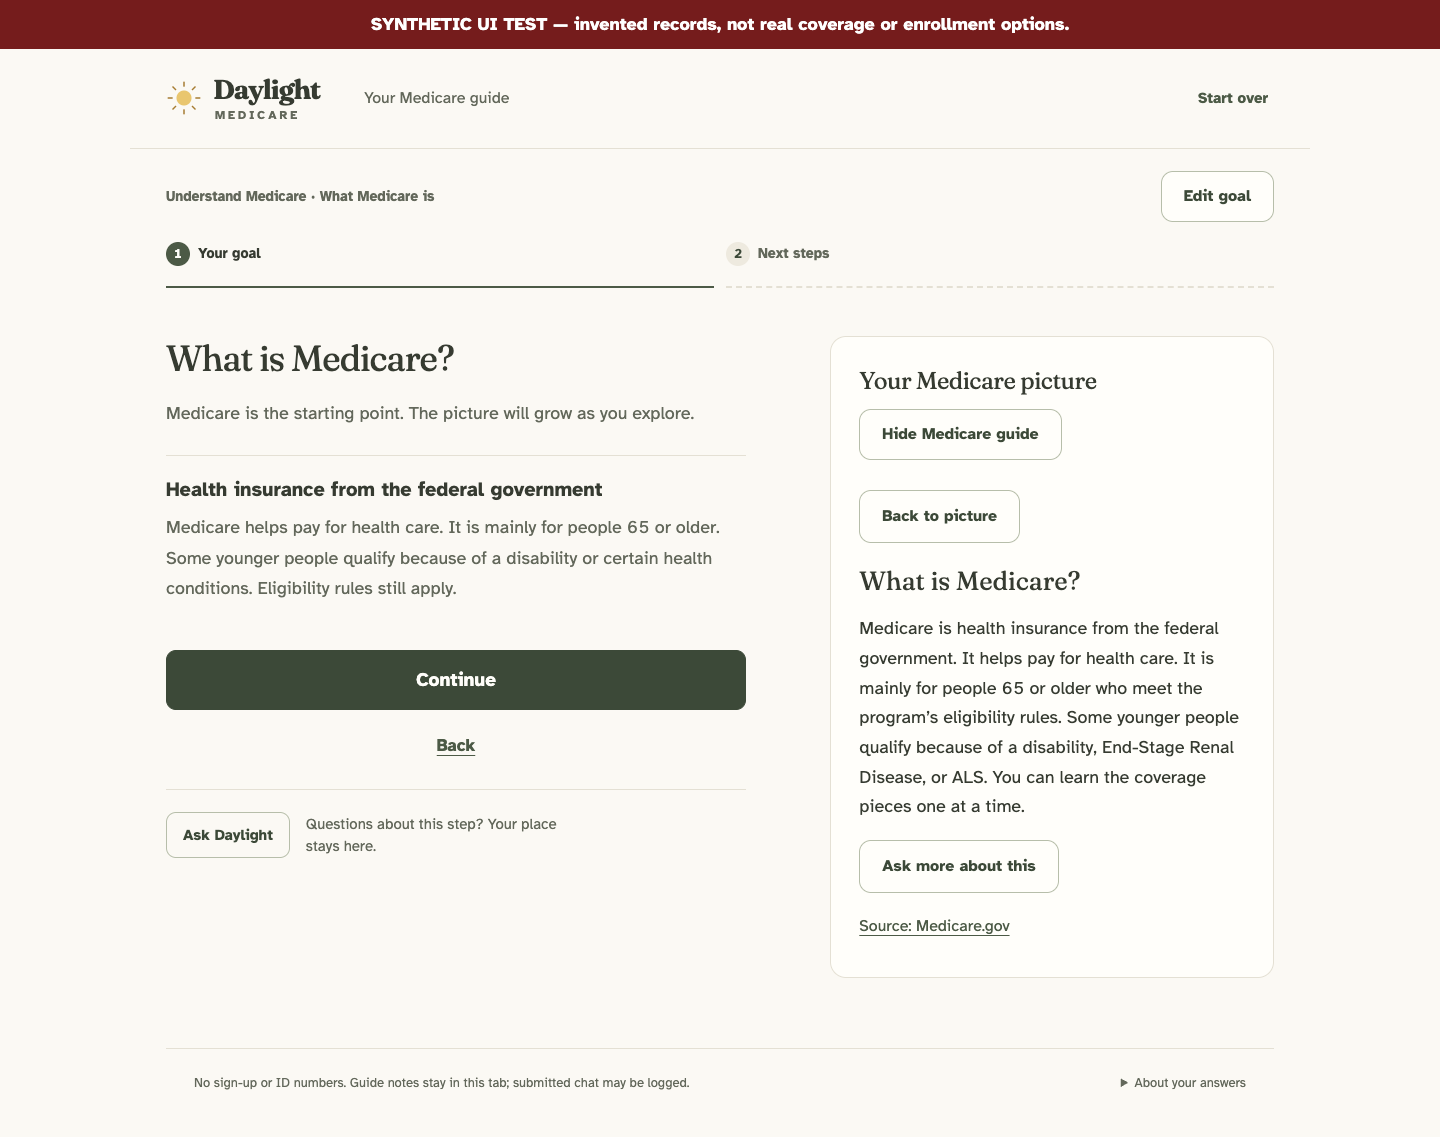 SYNTHETIC UI TEST — invented records, not real coverage or enrollment options.
Daylight
MEDICARE
Your Medicare guide
Start over
Understand Medicare · What Medicare is
Edit goal
1 Your goal
2 Next steps
What is Medicare?
Medicare is the starting point. The picture will grow as you explore.
Health insurance from the federal government
Medicare helps pay for health care. It is mainly for people 65 or older.
Some younger people qualify because of a disability or certain health
conditions. Eligibility rules still apply.
Continue
Back
Ask Daylight
Questions about this step? Your place
stays here.
Your Medicare picture
Hide Medicare guide
Back to picture
What is Medicare?
Medicare is health insurance from the federal
government. It helps pay for health care. It is
mainly for people 65 or older who meet the
program’s eligibility rules. Some younger people
qualify because of a disability, End-Stage Renal
Disease, or ALS. You can learn the coverage
pieces one at a time.
Ask more about this
Source: Medicare.gov
No sign-up or ID numbers. Guide notes stay in this tab; submitted chat may be logged.
▶ About your answers